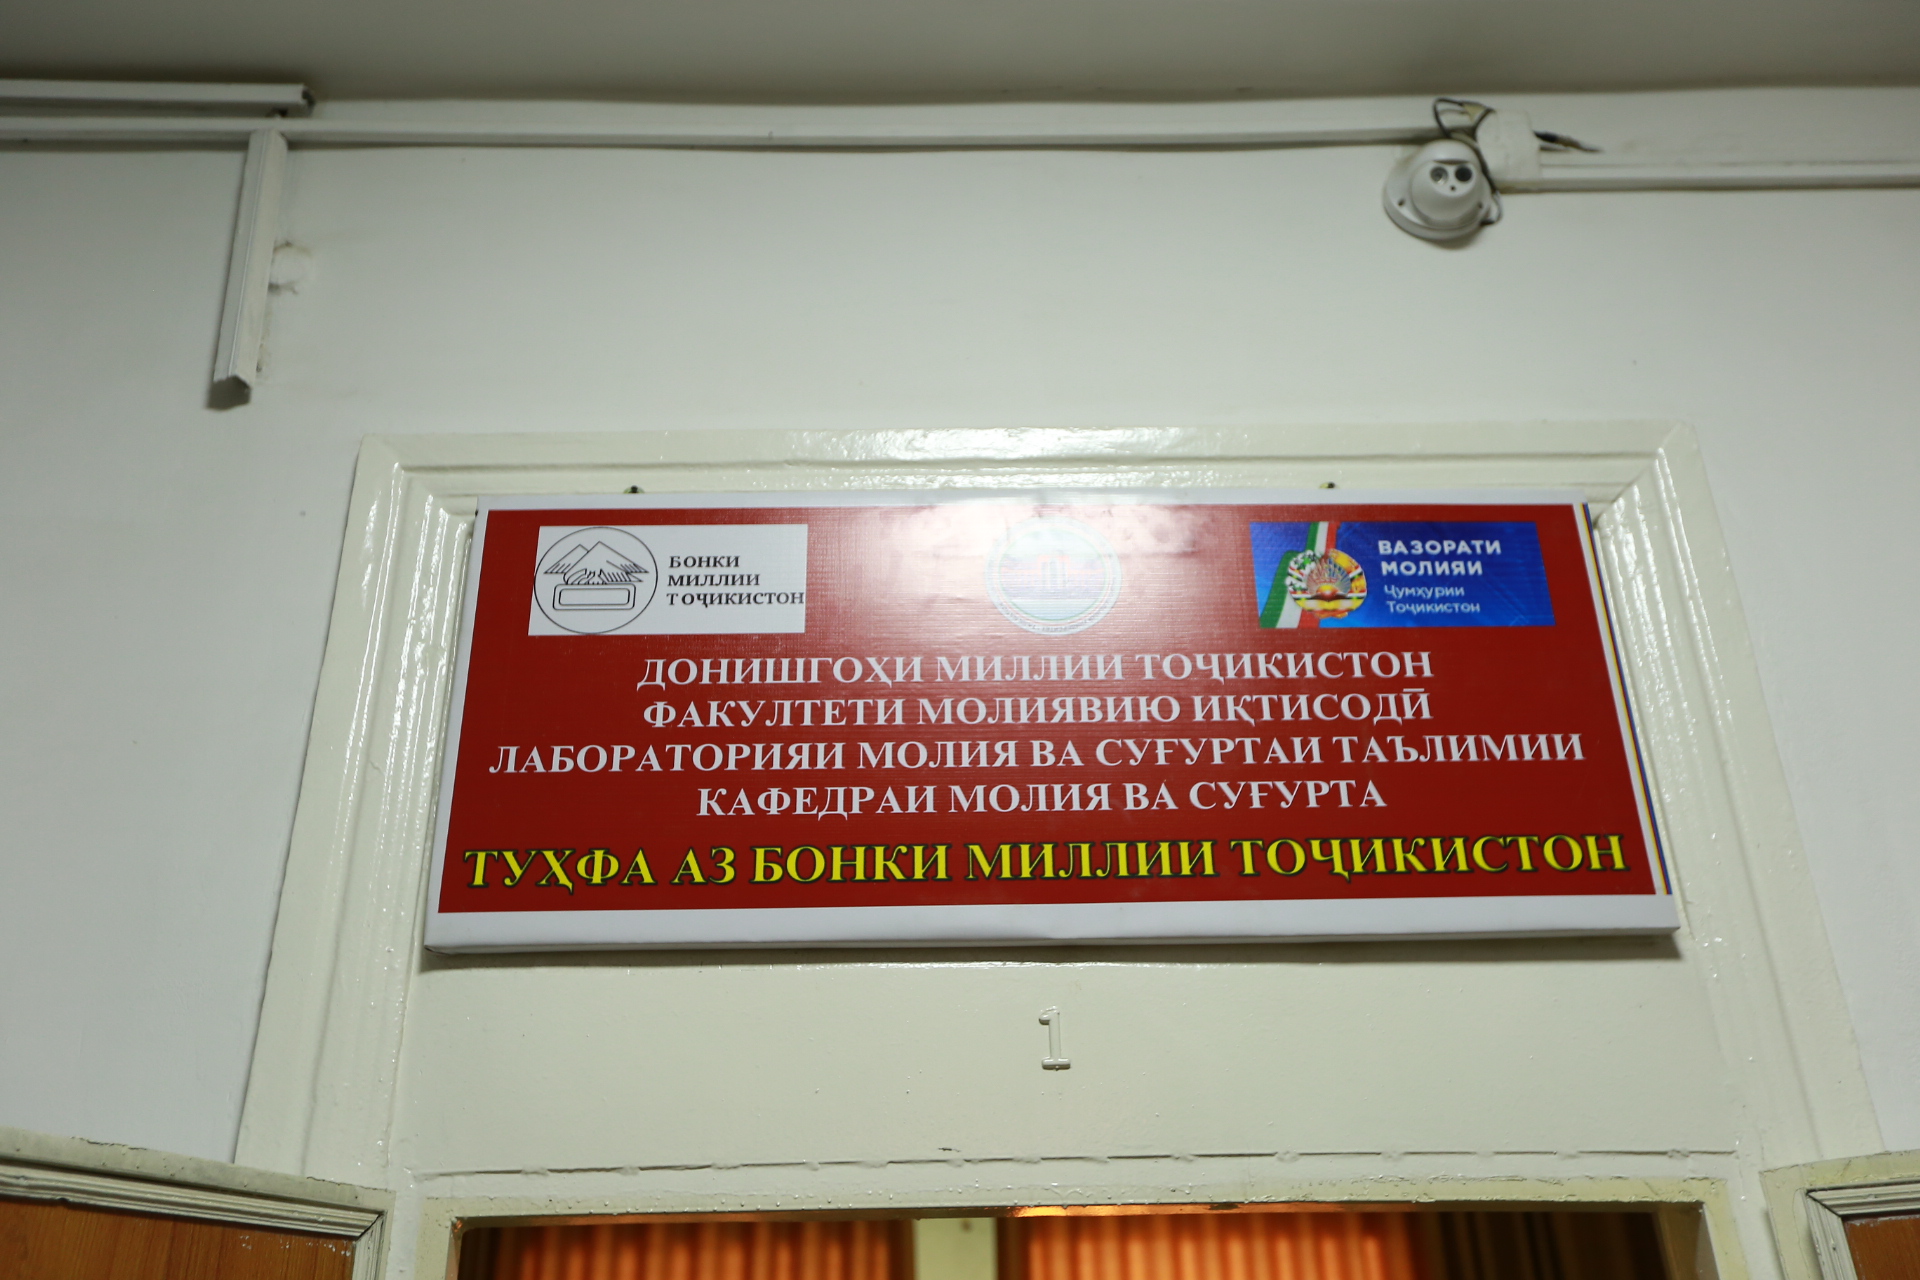 БОНКИ
МИЛЛИИ
ТОҶИКИСТОН
ВАЗОРАТИ
МОЛИЯИ
Ҷумҳурии
Тоҷикистон
ДОНИШГОҲИ МИЛЛИИ ТОҶИКИСТОН
ФАКУЛТЕТИ МОЛИЯВИЮ ИҚТИСОДӢ
ЛАБОРАТОРИЯИ МОЛИЯ ВА СУҒУРТАИ ТАЪЛИМИИ
КАФЕДРАИ МОЛИЯ ВА СУҒУРТА
ТУҲФА АЗ БОНКИ МИЛЛИИ ТОҶИКИСТОН
1